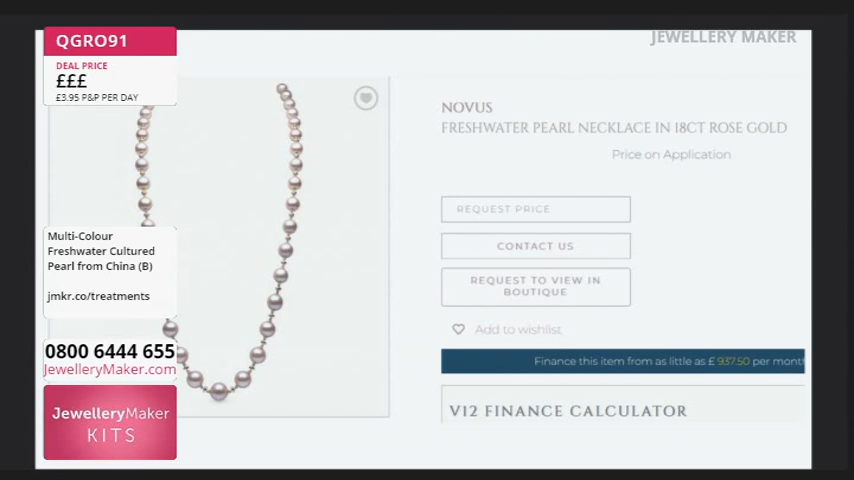 QGRO91
DEAL PRICE
£££
£3.95 P&P PER DAY
Multi-Colour
Freshwater Cultured
Pearl from China (B)
jmkr.co/treatments
0800 6444 655
JewelleryMaker.com
JewelleryMaker
KITS
JEWELLERY MAKER
NOVUS
FRESHWATER PEARL NECKLACE IN 18CT ROSE GOLD
Price on Application
REQUEST PRICE
CONTACT US
REQUEST TO VIEW IN
BOUTIQUE
Add to wishlist
Finance this item from as little as £ 937.50 per month
V12 FINANCE CALCULATOR